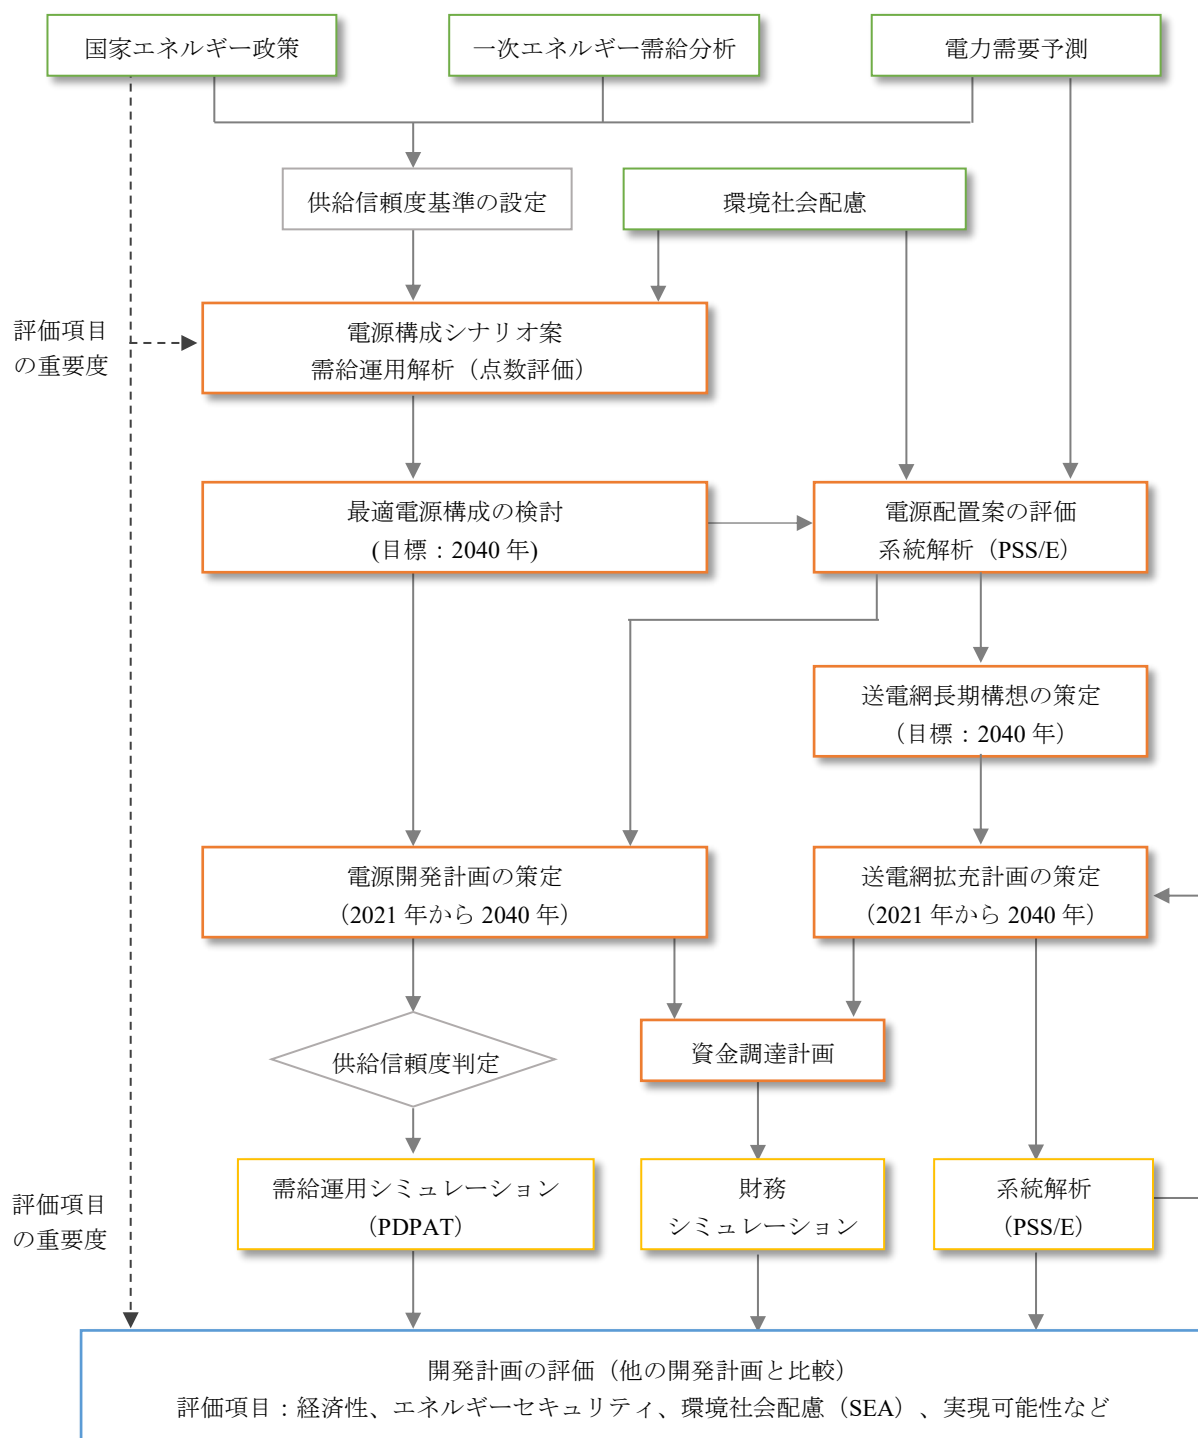 国家エネルギー政策
一次エネルギー需給分析
電力需要予測
供給信頼度基準の設定
環境社会配慮
評価項目
の重要度
電源構成シナリオ案
需給運用解析（点数評価）
最適電源構成の検討
(目標：2040 年)
電源配置案の評価
系統解析（PSS/E）
送電網長期構想の策定
（目標：2040 年）
電源開発計画の策定
（2021 年から 2040 年）
送電網拡充計画の策定
（2021 年から 2040 年）
供給信頼度判定
資金調達計画
評価項目
の重要度
需給運用シミュレーション
(PDPAT)
財務
シミュレーション
系統解析
（PSS/E）
開発計画の評価（他の開発計画と比較）
評価項目：経済性、エネルギーセキュリティ、環境社会配慮（SEA）、実現可能性など